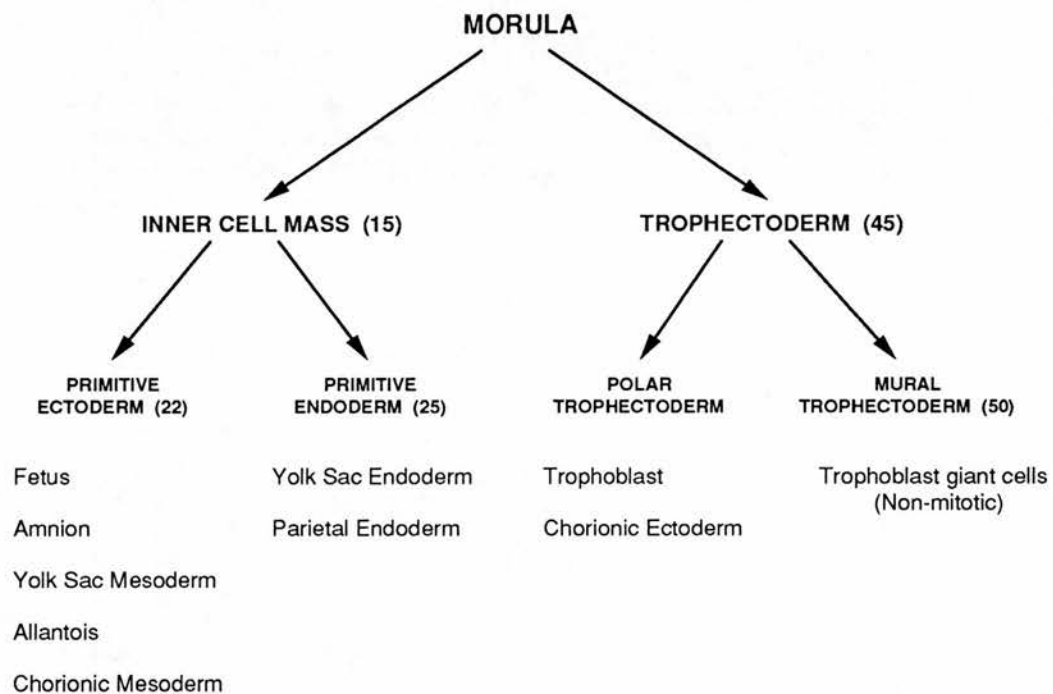 MORULA
INNER CELL MASS (15)
TROPHECTODERM (45)
PRIMITIVE
ECTODERM (22)
PRIMITIVE
ENDODERM (25)
POLAR
TROPHECTODERM
MURAL
TROPHECTODERM (50)
Fetus
Amnion
Yolk Sac Mesoderm
Allantois
Chorionic Mesoderm
Yolk Sac Endoderm
Parietal Endoderm
Trophoblast
Chorionic Ectoderm
Trophoblast giant cells
(Non-mitotic)